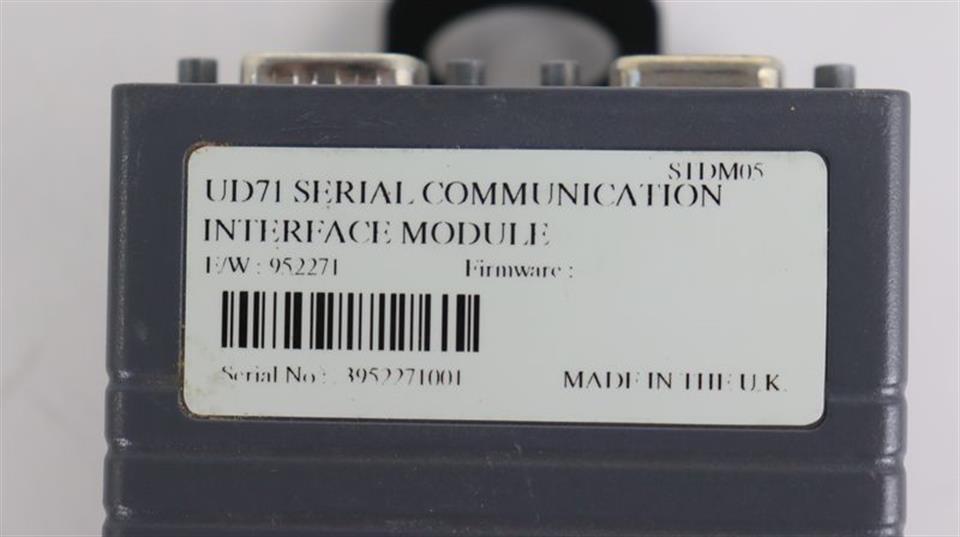 STDM05
UD71 SERIAL COMMUNICATION
INTERFACE MODULE
F/W : 952271 Firmware :
Serial No : 3952271001
MADE IN THE U.K.